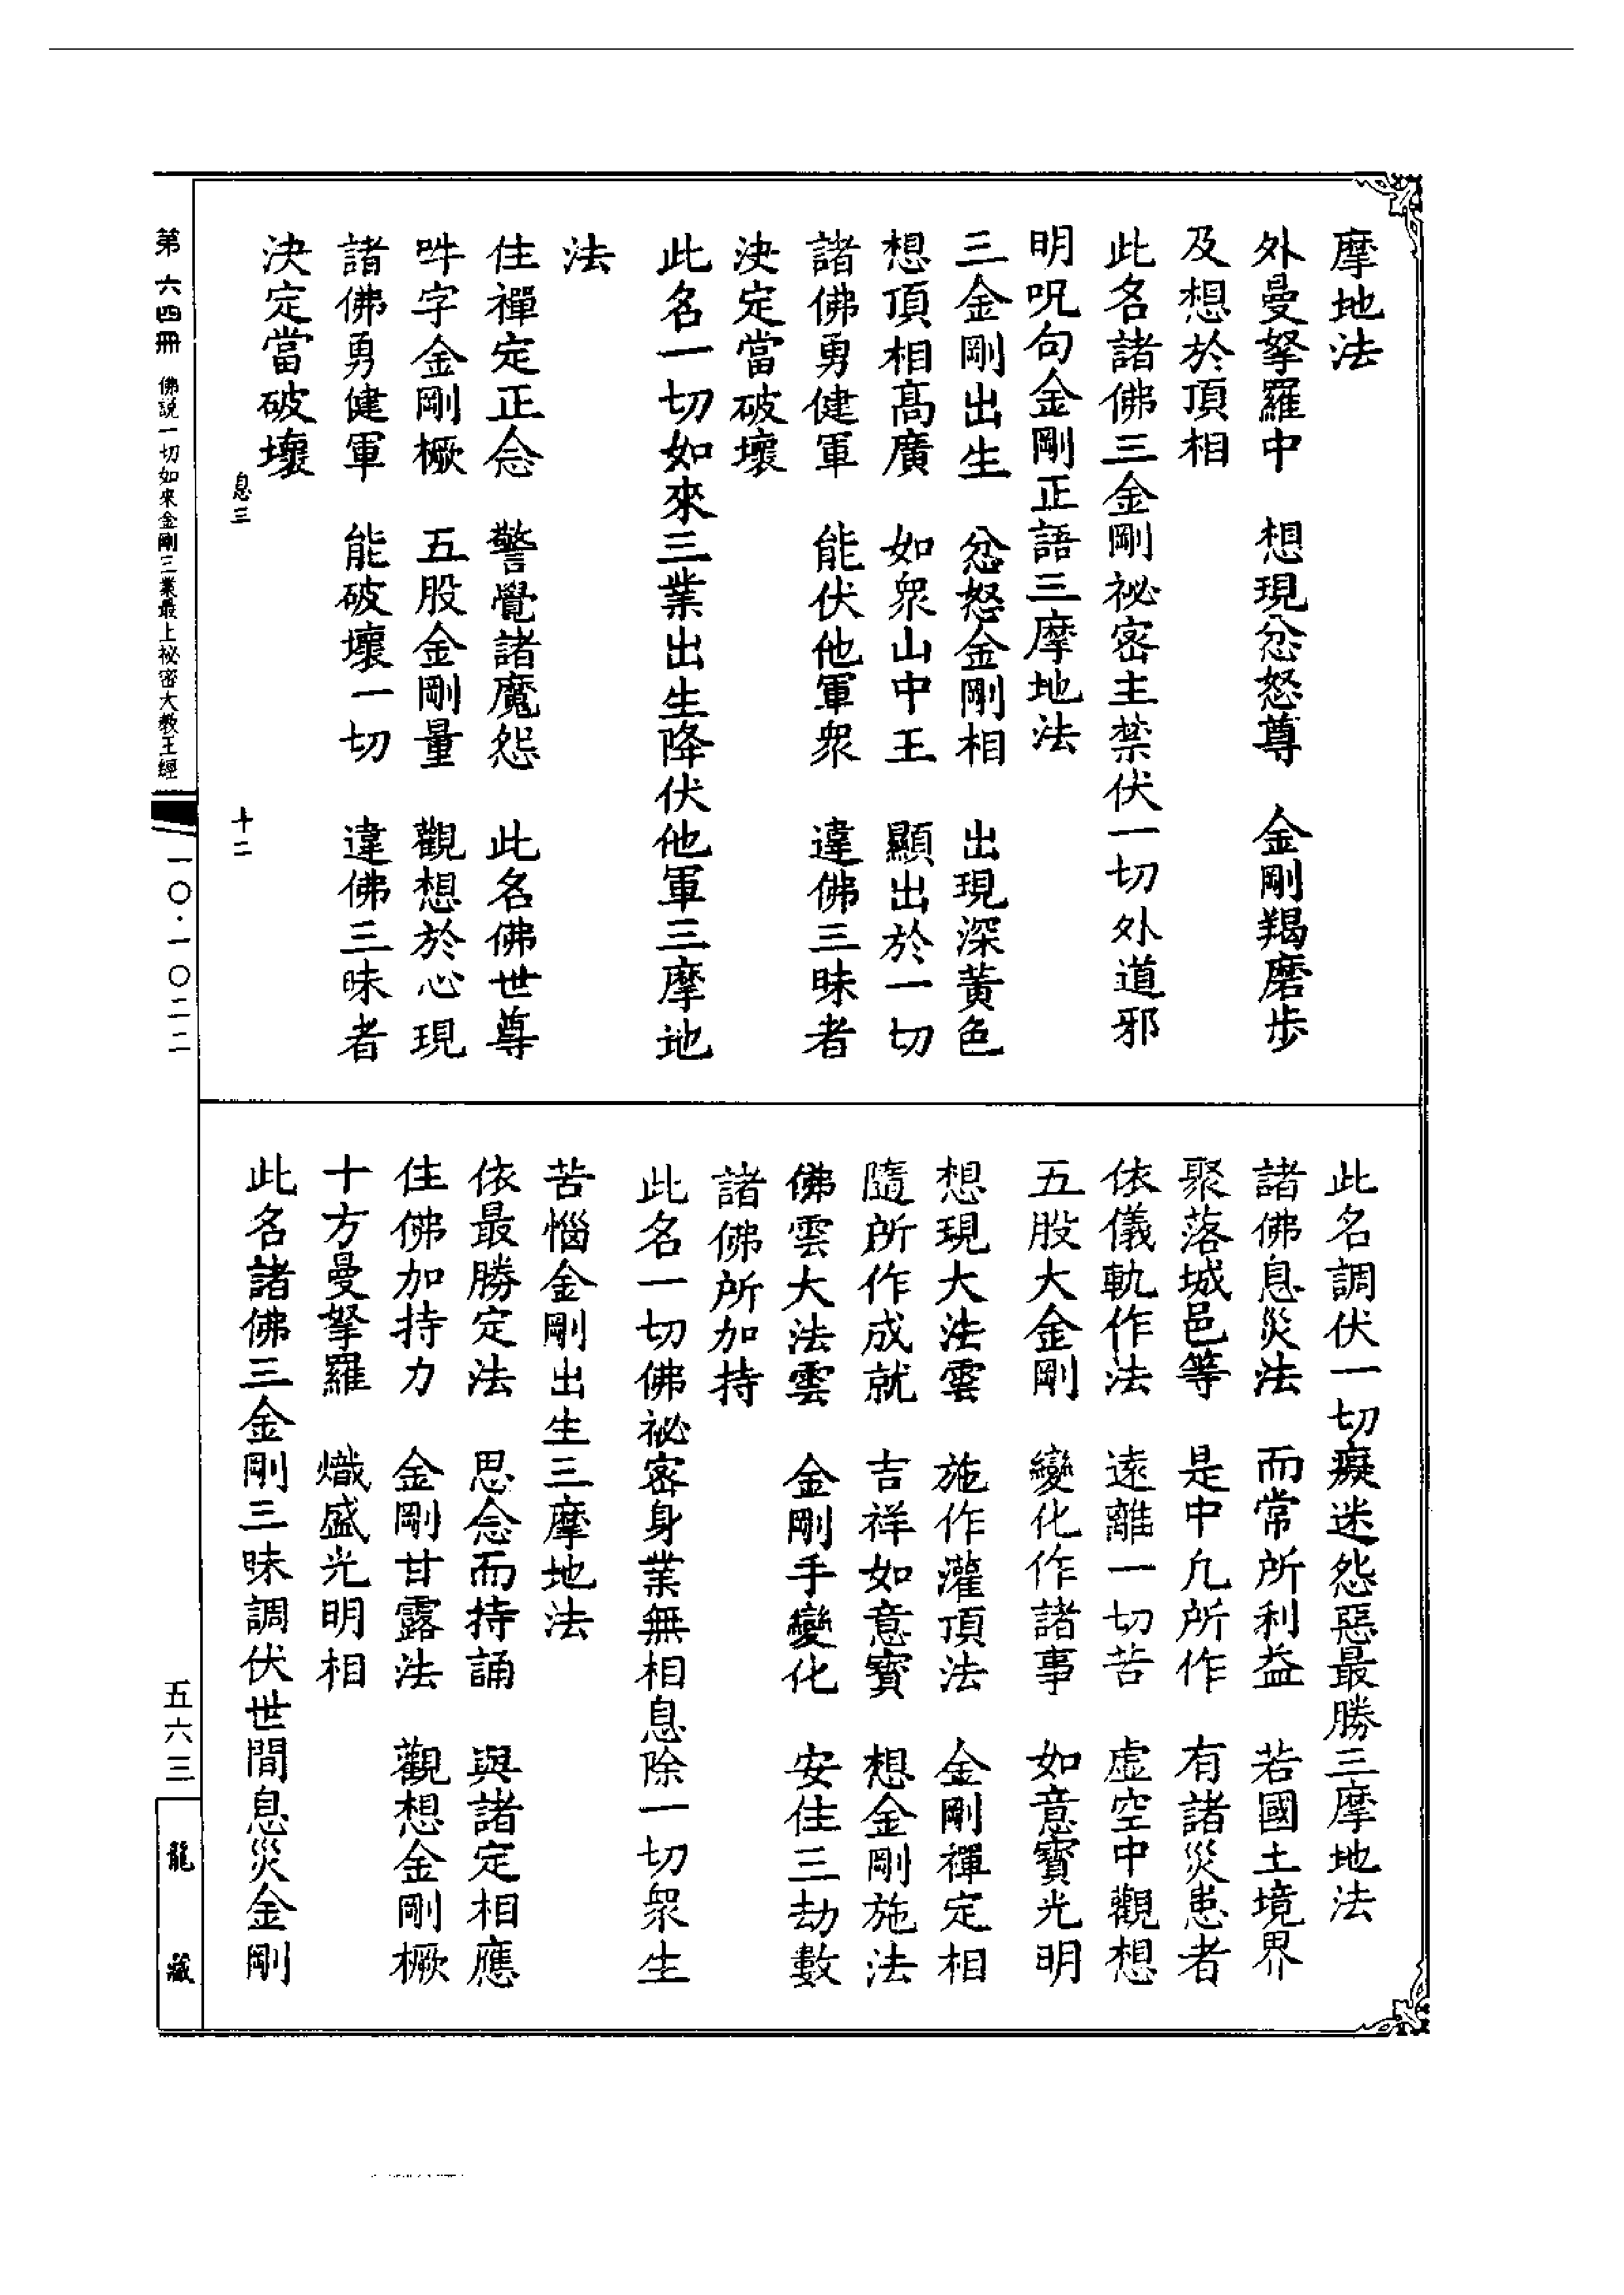 摩地法
外曼拏羅中　想現忿怒尊　金剛羯磨步
及想於頂相
此名諸佛三金剛祕密主禁伏一切外道邪
明呪句金剛正語三摩地法
三金剛出生　忿怒金剛相　出現深黃色
想頂相高廣　如眾山中王　顯出於一切
諸佛勇健軍　能伏他軍眾　違佛三昧者
決定當破壞
此名一切如來三業出生降伏他軍三摩地
法
住禪定正念　警覺諸魔怨　此名佛世尊
吽字金剛橛　五股金剛量　觀想於心現
諸佛勇健軍　能破壞一切　違佛三昧者
決定當破壞
息三　十二
此名調伏一切癡迷怨惡最勝三摩地法
諸佛息災法　而常所利益　若國土境界
聚落城邑等　是中凡所作　有諸災患者
依儀軌作法　遠離一切苦　虛空中觀想
五股大金剛　變化作諸事　如意寶光明
想現大法雲　施作灌頂法　金剛禪定相
隨所作成就　吉祥如意寶　想金剛施法
佛雲大法雲　金剛手變化　安住三劫數
諸佛所加持
此名一切佛祕密身業無相息除一切眾生
苦惱金剛出生三摩地法
依最勝定法　思念而持誦　與諸定相應
住佛加持力　金剛甘露法　觀想金剛橛
十方曼拏羅　熾盛光明相
此名諸佛三金剛三昧調伏世間息災金剛
第六四冊　佛説一切如來金剛三業最上祕密大教王經
一〇·一〇二二
五六三
龍藏